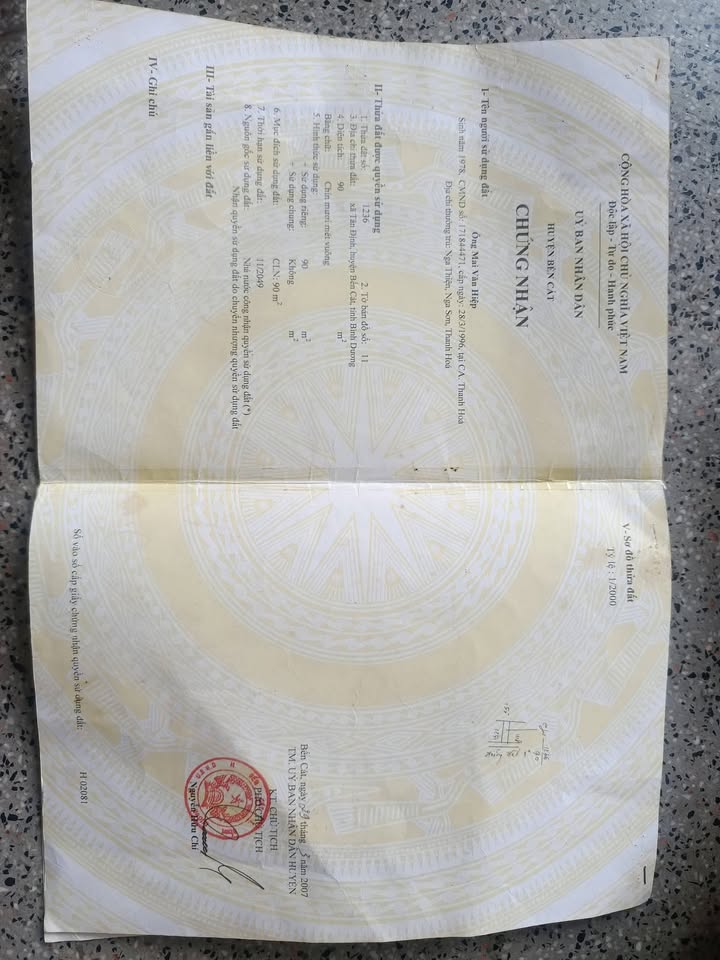 CỘNG HÒA XÃ HỘI CHỦ NGHĨA VIỆT NAM
Độc lập - Tự do - Hạnh phúc
UỶ BAN NHÂN DÂN
HUYỆN BẾN CÁT
CHỨNG NHẬN
I- Tên người sử dụng đất
Ông Mai Văn Hiệp
Sinh năm 1978, CMND số: 171844471, cấp ngày: 28/3/1996, tại CA. Thanh Hoá
Địa chỉ thường trú: Nga Thiện, Nga Sơn, Thanh Hoá
II- Thửa đất được quyền sử dụng
1. Thửa đất số: 1236 2. Tờ bản đồ số: 11
3. Địa chỉ thửa đất: xã Tân Định, huyện Bến Cát, tỉnh Bình Dương
4. Diện tích: 90 m²
Bằng chữ: Chín mươi mét vuông
5. Hình thức sử dụng:
+ Sử dụng riêng: 90 m²
+ Sử dụng chung: Không m²
6. Mục đích sử dụng đất: CLN: 90 m²
7. Thời hạn sử dụng đất: 11/2049
8. Nguồn gốc sử dụng đất: Nhà nước công nhận quyền sử dụng đất (*)
Nhận quyền sử dụng đất do chuyển nhượng quyền sử dụng đất
III- Tài sản gắn liền với đất
IV- Ghi chú
V- Sơ đồ thửa đất
Tỷ lệ : 1/2000
Bến Cát, ngày 29 tháng 5 năm 2007
TM. UỶ BAN NHÂN DÂN HUYỆN
KT. CHỦ TỊCH
PHÓ CHỦ TỊCH
Nguyễn Hữu Chí
Số vào sổ cấp giấy chứng nhận quyền sử dụng đất: H 02081